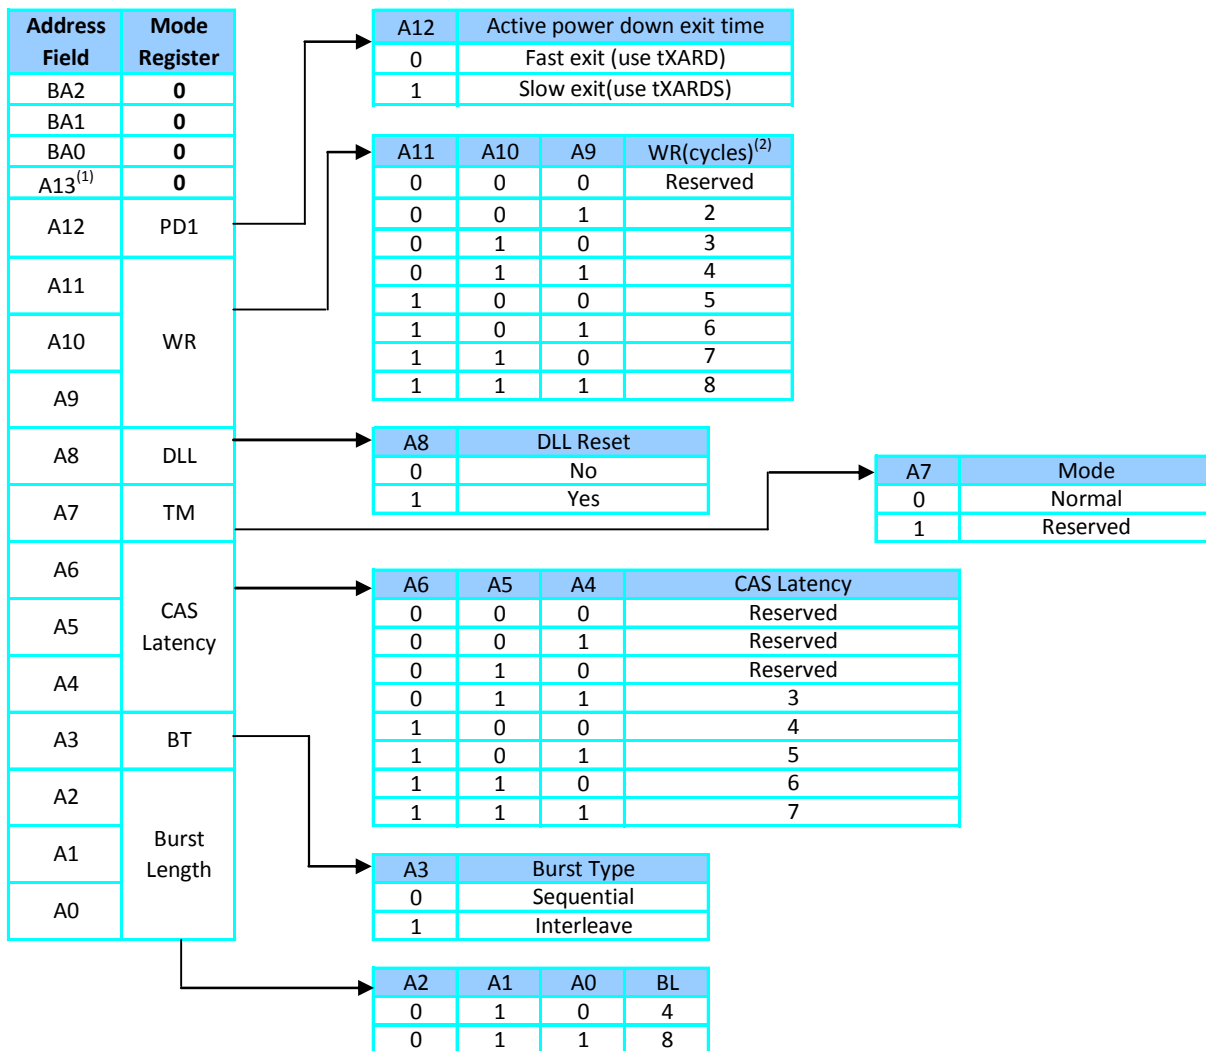 Address Field Mode Register
BA2 0
BA1 0
BA0 0
A13(1) 0
A12 PD1
A11
A10 WR
A9
A8 DLL
A7 TM
A6
A5 CAS Latency
A4
A3 BT
A2
A1 Burst Length
A0
A12 Active power down exit time
0 Fast exit (use tXARD)
1 Slow exit(use tXARDS)
A11 A10 A9 WR(cycles)(2)
0 0 0 Reserved
0 0 1 2
0 1 0 3
0 1 1 4
1 0 0 5
1 0 1 6
1 1 0 7
1 1 1 8
A8 DLL Reset
0 No
1 Yes
A7 Mode
0 Normal
1 Reserved
A6 A5 A4 CAS Latency
0 0 0 Reserved
0 0 1 Reserved
0 1 0 Reserved
0 1 1 3
1 0 0 4
1 0 1 5
1 1 0 6
1 1 1 7
A3 Burst Type
0 Sequential
1 Interleave
A2 A1 A0 BL
0 1 0 4
0 1 1 8